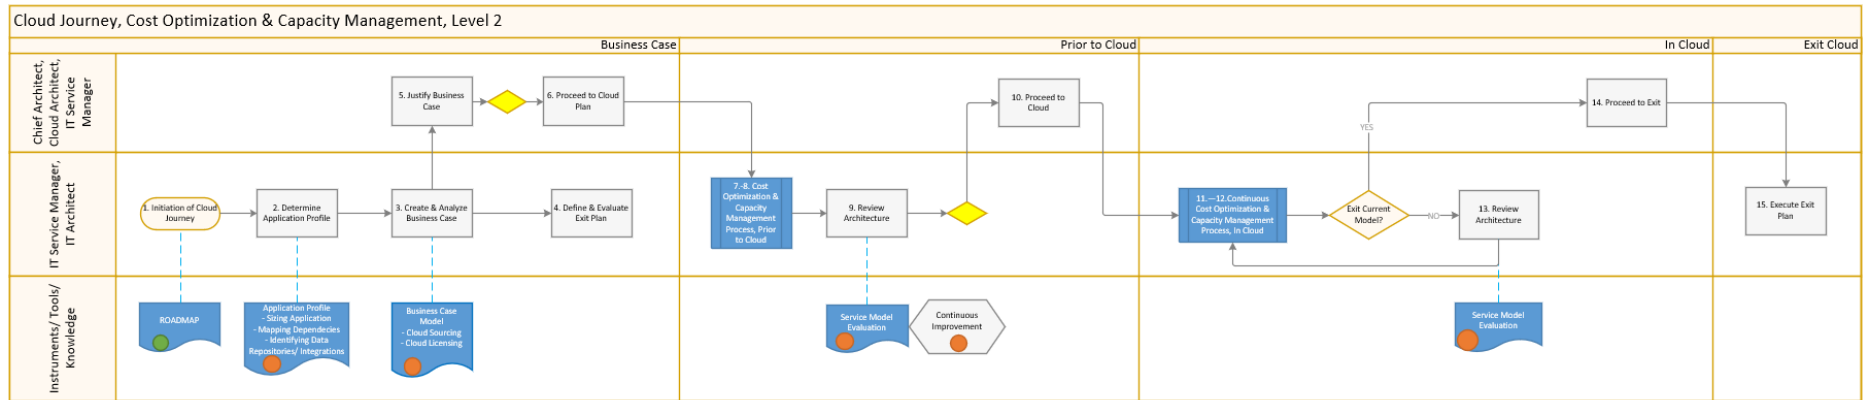 Cloud Journey, Cost Optimization & Capacity Management, Level 2
Business Case
Prior to Cloud
In Cloud
Exit Cloud
Chief Architect,
Cloud Architect,
IT Service
Manager
5. Justify Business
Case
6. Proceed to Cloud
Plan
10. Proceed to
Cloud
14. Proceed to Exit
YES
IT Service Manager,
IT Architect
1. Initiation of Cloud
Journey
2. Determine
Application Profile
3. Create & Analyze
Business Case
4. Define & Evaluate
Exit Plan
7.-8. Cost
Optimization &
Capacity
Management
Process, Prior
to Cloud
9. Review
Architecture
11.—12.Continuous
Cost Optimization &
Capacity Management
Process, In Cloud
Exit Current
Model?
NO
13. Review
Architecture
15. Execute Exit
Plan
Instruments/ Tools/
Knowledge
ROADMAP
Application Profile
- Sizing Application
- Mapping Dependecies
- Identifying Data
Repositories/ Integrations
Business Case
Model
- Cloud Sourcing
- Cloud Licensing
Service Model
Evaluation
Continuous
Improvement
Service Model
Evaluation